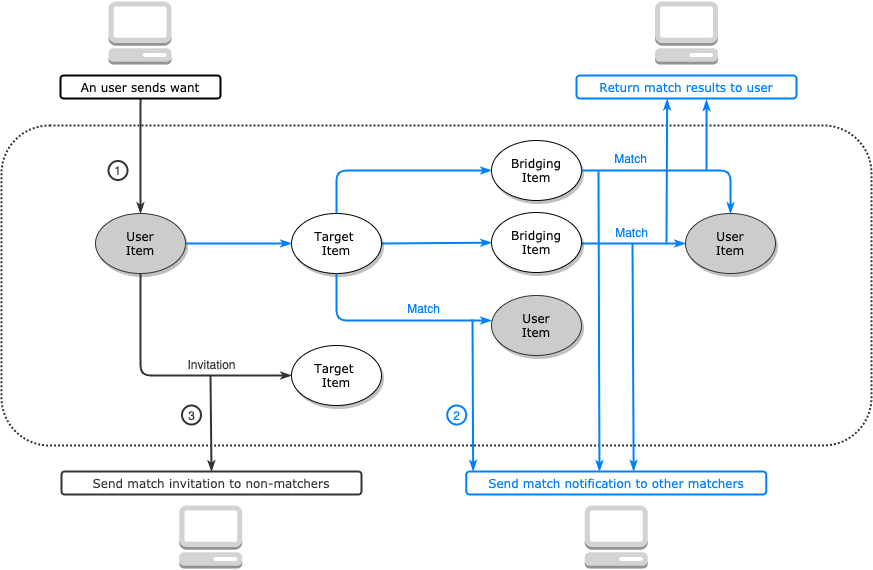 An user sends want
Return match results to user
1
Bridging
Item
Match
User
Item
Target
Item
Bridging
Item
Match
User
Item
Match
User
Item
Invitation
Target
Item
3
2
Send match invitation to non-matchers
Send match notification to other matchers